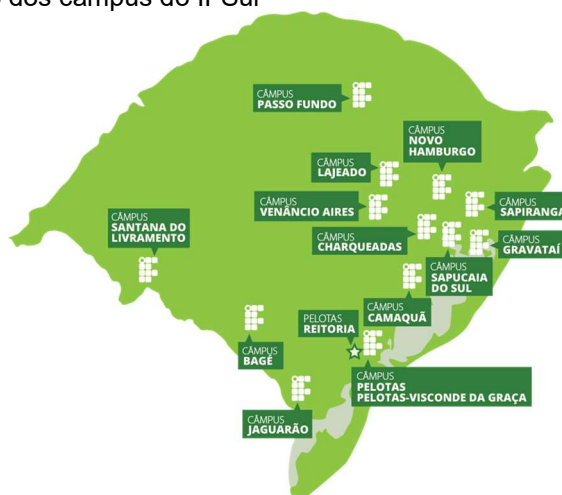 dos campus do IFSul
CÂMPUS
PASSO FUNDO
CÂMPUS
NOVO
HAMBURGO
CÂMPUS
LAJEADO
CÂMPUS
VENÂNCIO AIRES
CÂMPUS
SAPIRANGA
CÂMPUS
SANTANA DO
LIVRAMENTO
CÂMPUS
CHARQUEADAS
CÂMPUS
GRAVATAÍ
CÂMPUS
SAPUCAIA
DO SUL
CÂMPUS
CAMAQUÃ
PELOTAS
REITORIA
CÂMPUS
BAGÉ
CÂMPUS
PELOTAS
PELOTAS-VISCONDE DA GRAÇA
CÂMPUS
JAGUARÃO